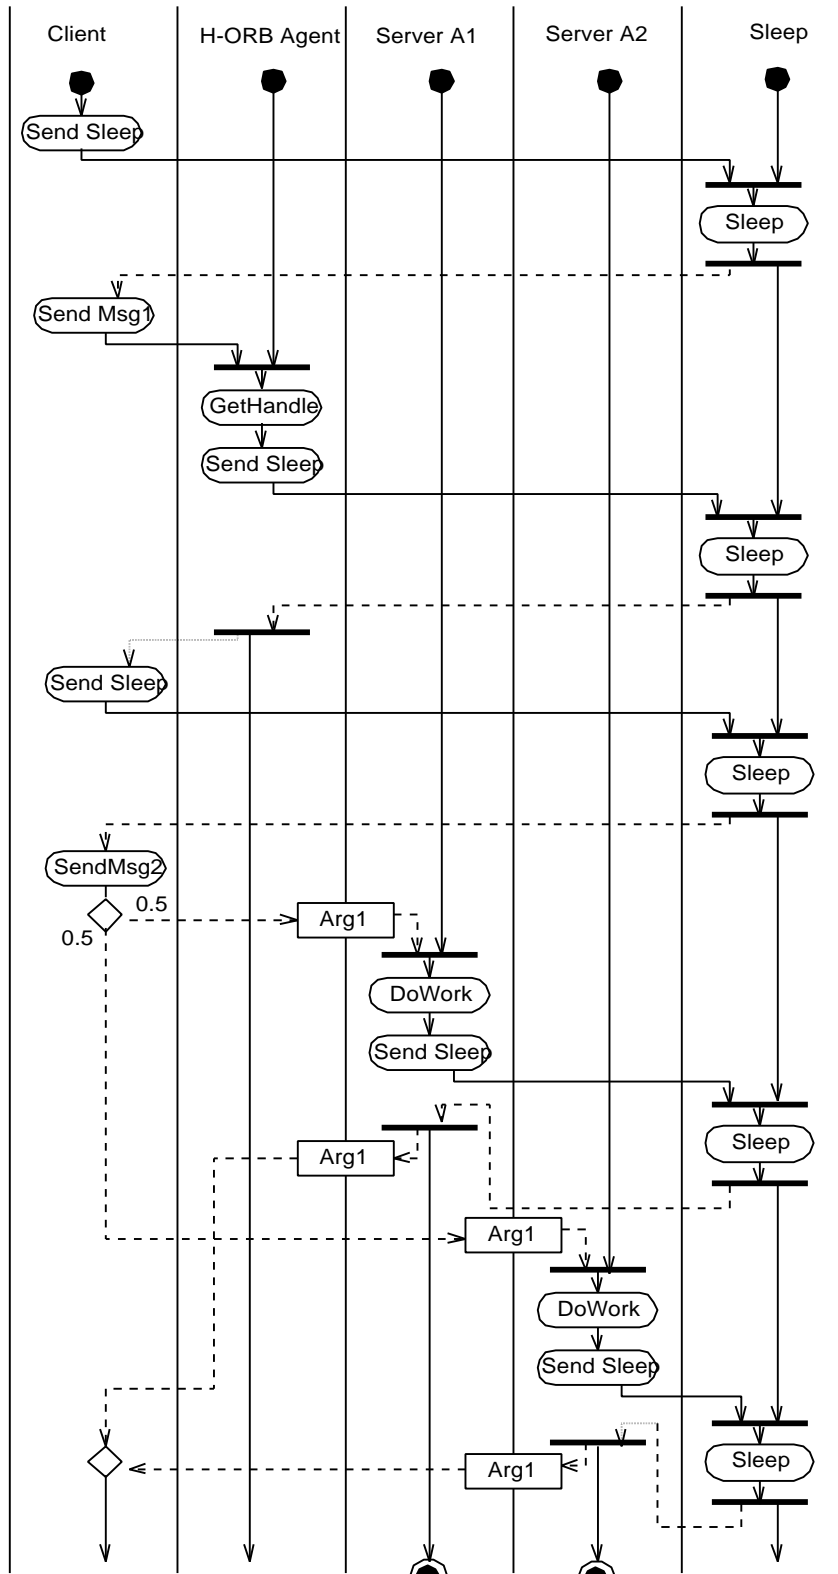 Client
H-ORB Agent
Server A1
Server A2
Sleep
Send Sleep
Sleep
Send Msg1
GetHandle
Send Sleep
Sleep
Send Sleep
Sleep
SendMsg2
0.5
0.5
Arg1
DoWork
Send Sleep
Sleep
Arg1
Arg1
DoWork
Send Sleep
Sleep
Arg1